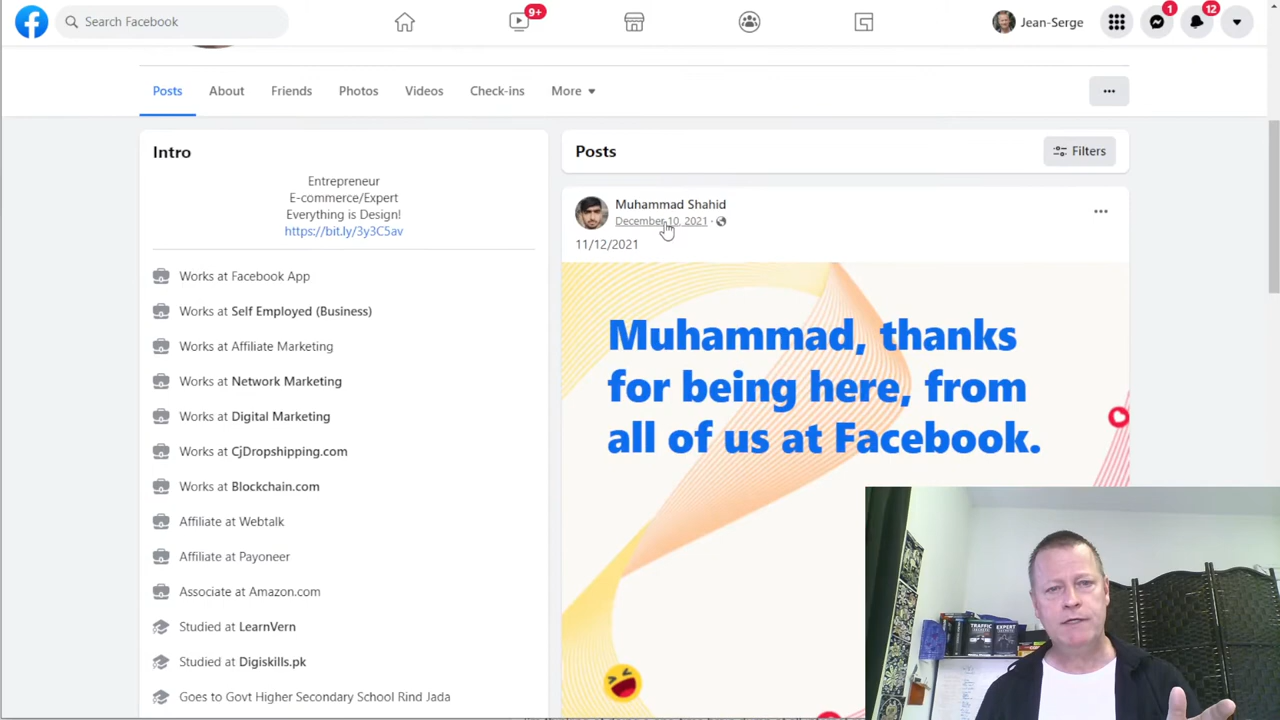 Search Facebook
9+
Jean-Serge
1
12
Posts
About
Friends
Photos
Videos
Check-ins
More
Intro
Entrepreneur
E-commerce/Expert
Everything is Design!
https://bit.ly/3y3C5av
Works at Facebook App
Works at Self Employed (Business)
Works at Affiliate Marketing
Works at Network Marketing
Works at Digital Marketing
Works at CjDropshipping.com
Works at Blockchain.com
Affiliate at Webtalk
Affiliate at Payoneer
Associate at Amazon.com
Studied at LearnVern
Studied at Digiskills.pk
Goes to Govt Higher Secondary School Rind Jada
Posts
Filters
Muhammad Shahid
December 10, 2021
11/12/2021
Muhammad, thanks
for being here, from
all of us at Facebook.
TRAFFIC
EXPERT